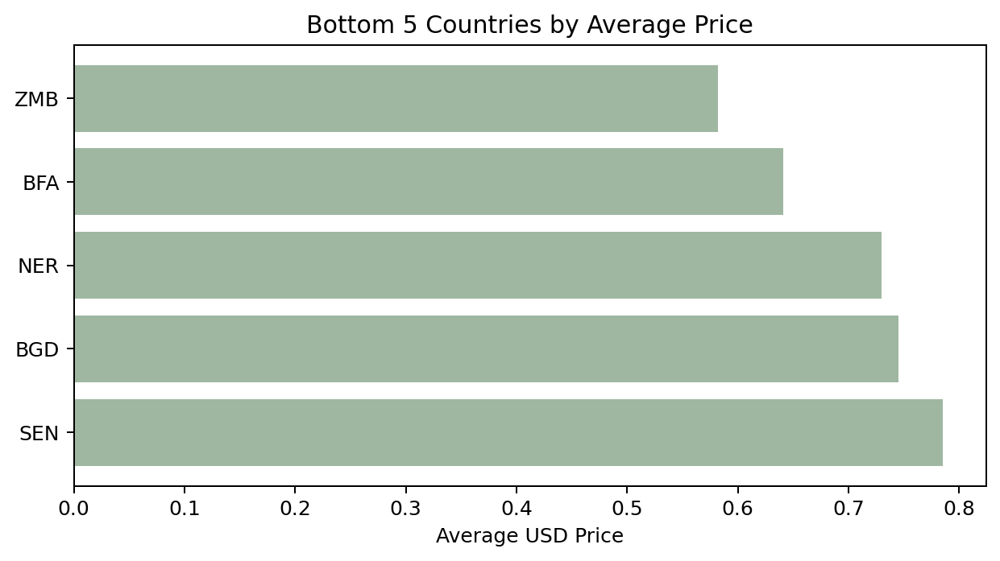 Bottom 5 Countries by Average Price
ZMB
BFA
NER
BGD
SEN
0.0 0.1 0.2 0.3 0.4 0.5 0.6 0.7 0.8
Average USD Price